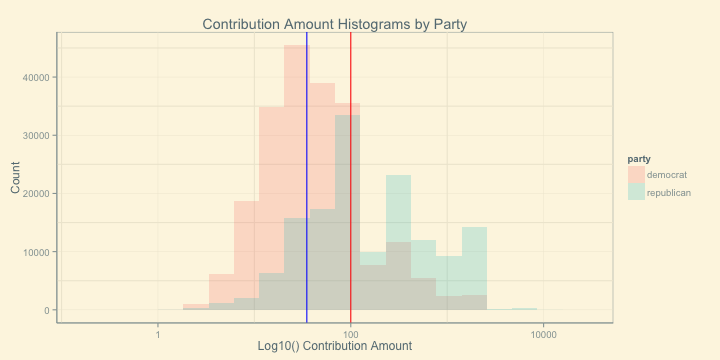 Contribution Amount Histograms by Party
Count
40000
30000
20000
10000
0
1
100
10000
Log10() Contribution Amount
party
democrat
republican